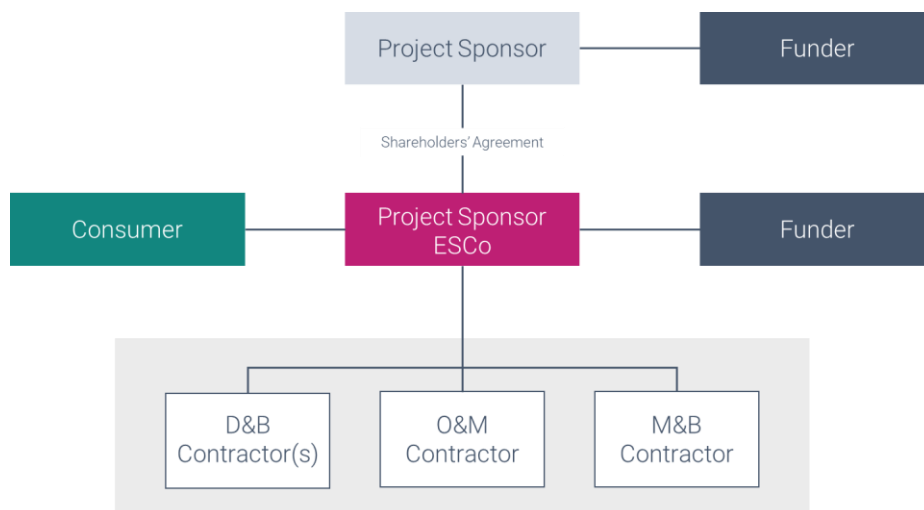 Project Sponsor
Funder
Shareholders' Agreement
Consumer
Project Sponsor
ESCo
Funder
D&B
Contractor(s)
O&M
Contractor
M&B
Contractor